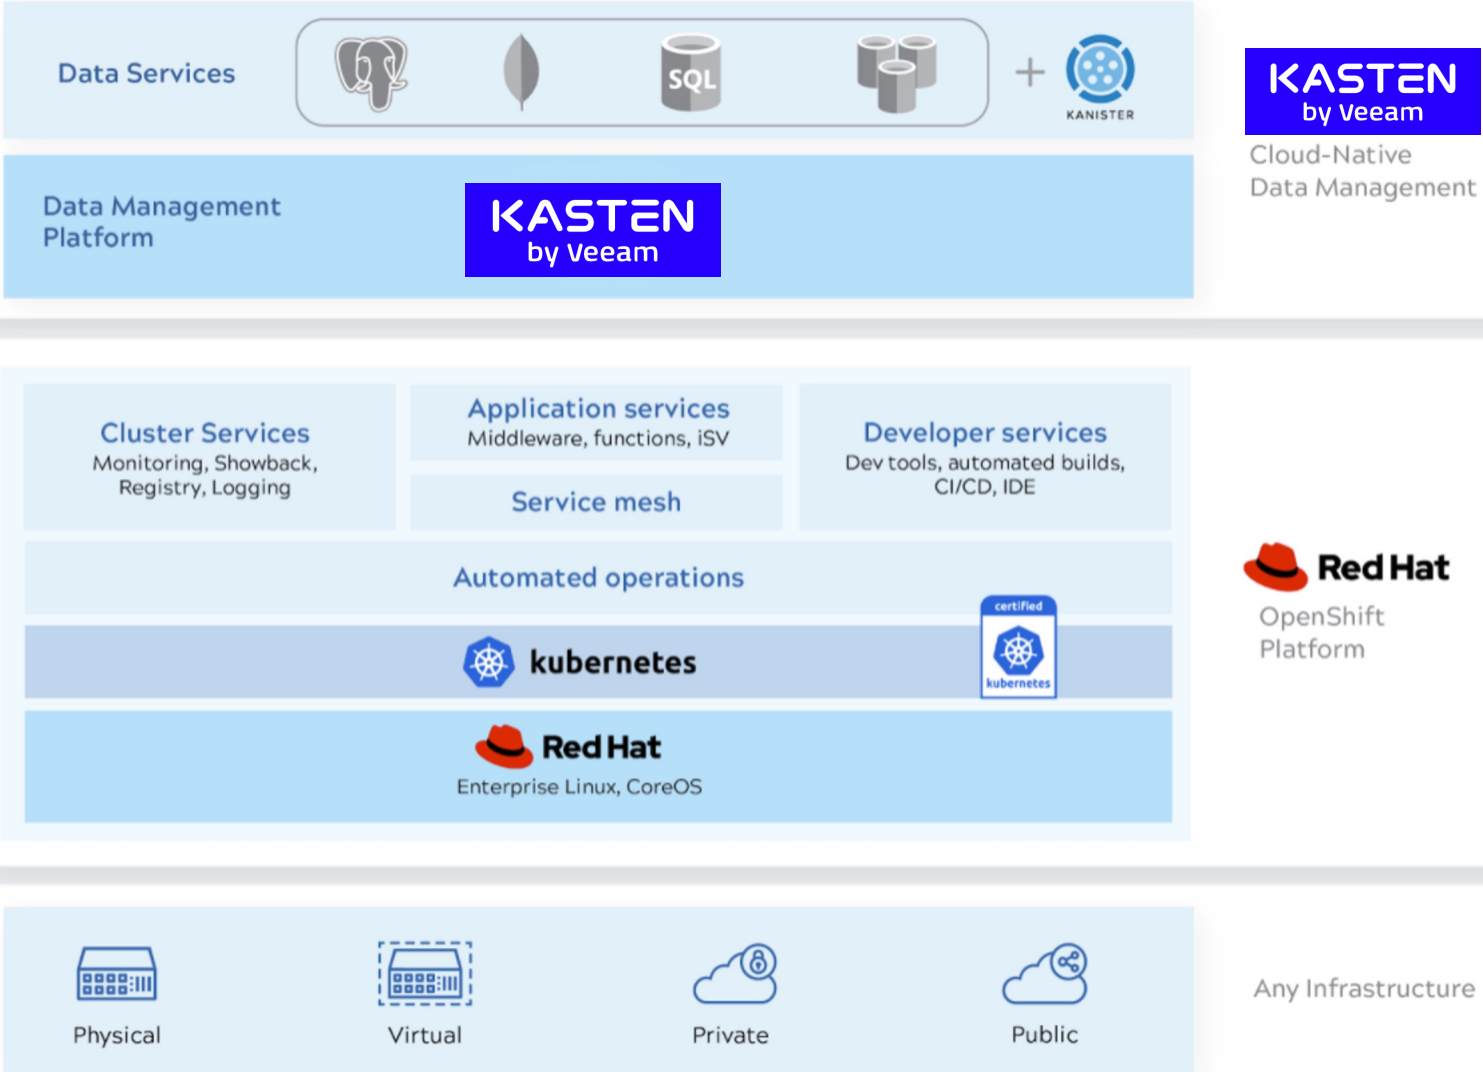 Data Services
SQL
KANISTER
KASTEN
by Veeam
Cloud-Native
Data Management
Data Management
Platform
KASTEN
by Veeam
Cluster Services
Monitoring, Showback,
Registry, Logging
Application services
Middleware, functions, iSV
Service mesh
Developer services
Dev tools, automated builds,
CI/CD, IDE
Automated operations
certified
kubernetes
kubernetes
Red Hat
Enterprise Linux, CoreOS
Red Hat
OpenShift
Platform
Physical
Virtual
Private
Public
Any Infrastructure